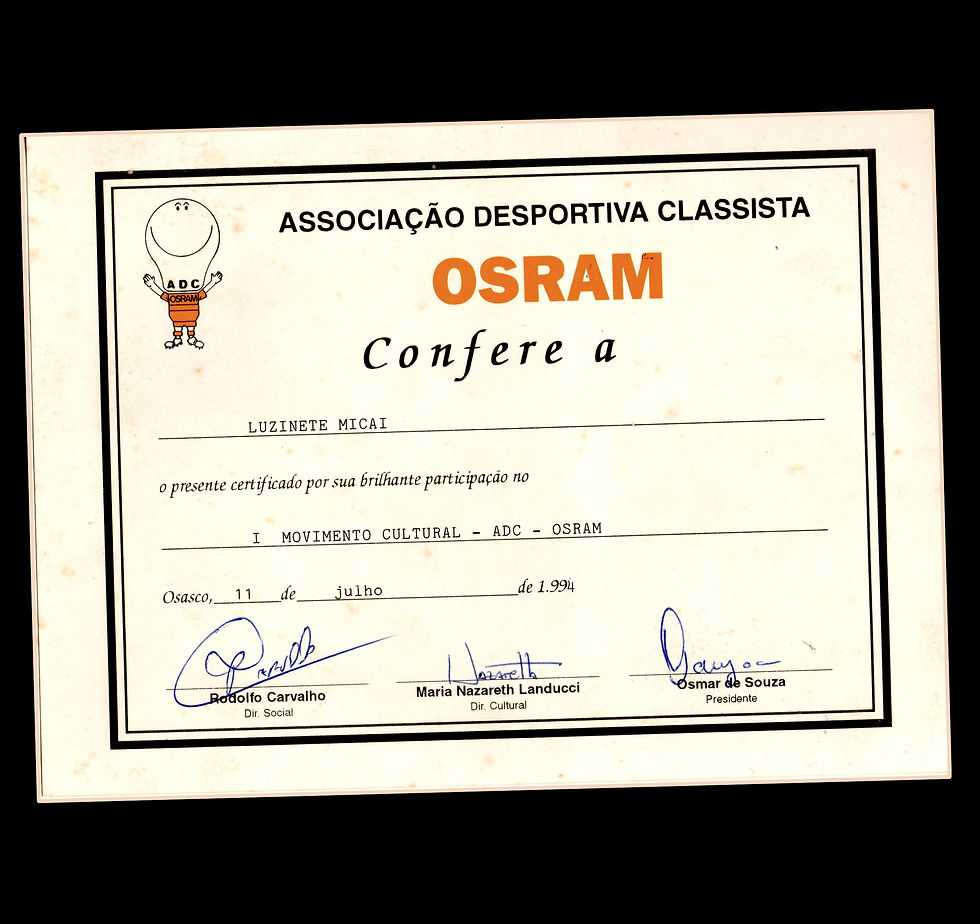 ASSOCIAÇÃO DESPORTIVA CLASSISTA
OSRAM
ADC
OSRAM
Confere a
LUZINETE MICAI
o presente certificado por sua brilhante participação no
I MOVIMENTO CULTURAL - ADC - OSRAM
Osasco, 11 de julho de 1.994
Nazareth
Rodolfo Carvalho
Dir. Social
Maria Nazareth Landucci
Dir. Cultural
Osmar de Souza
Presidente